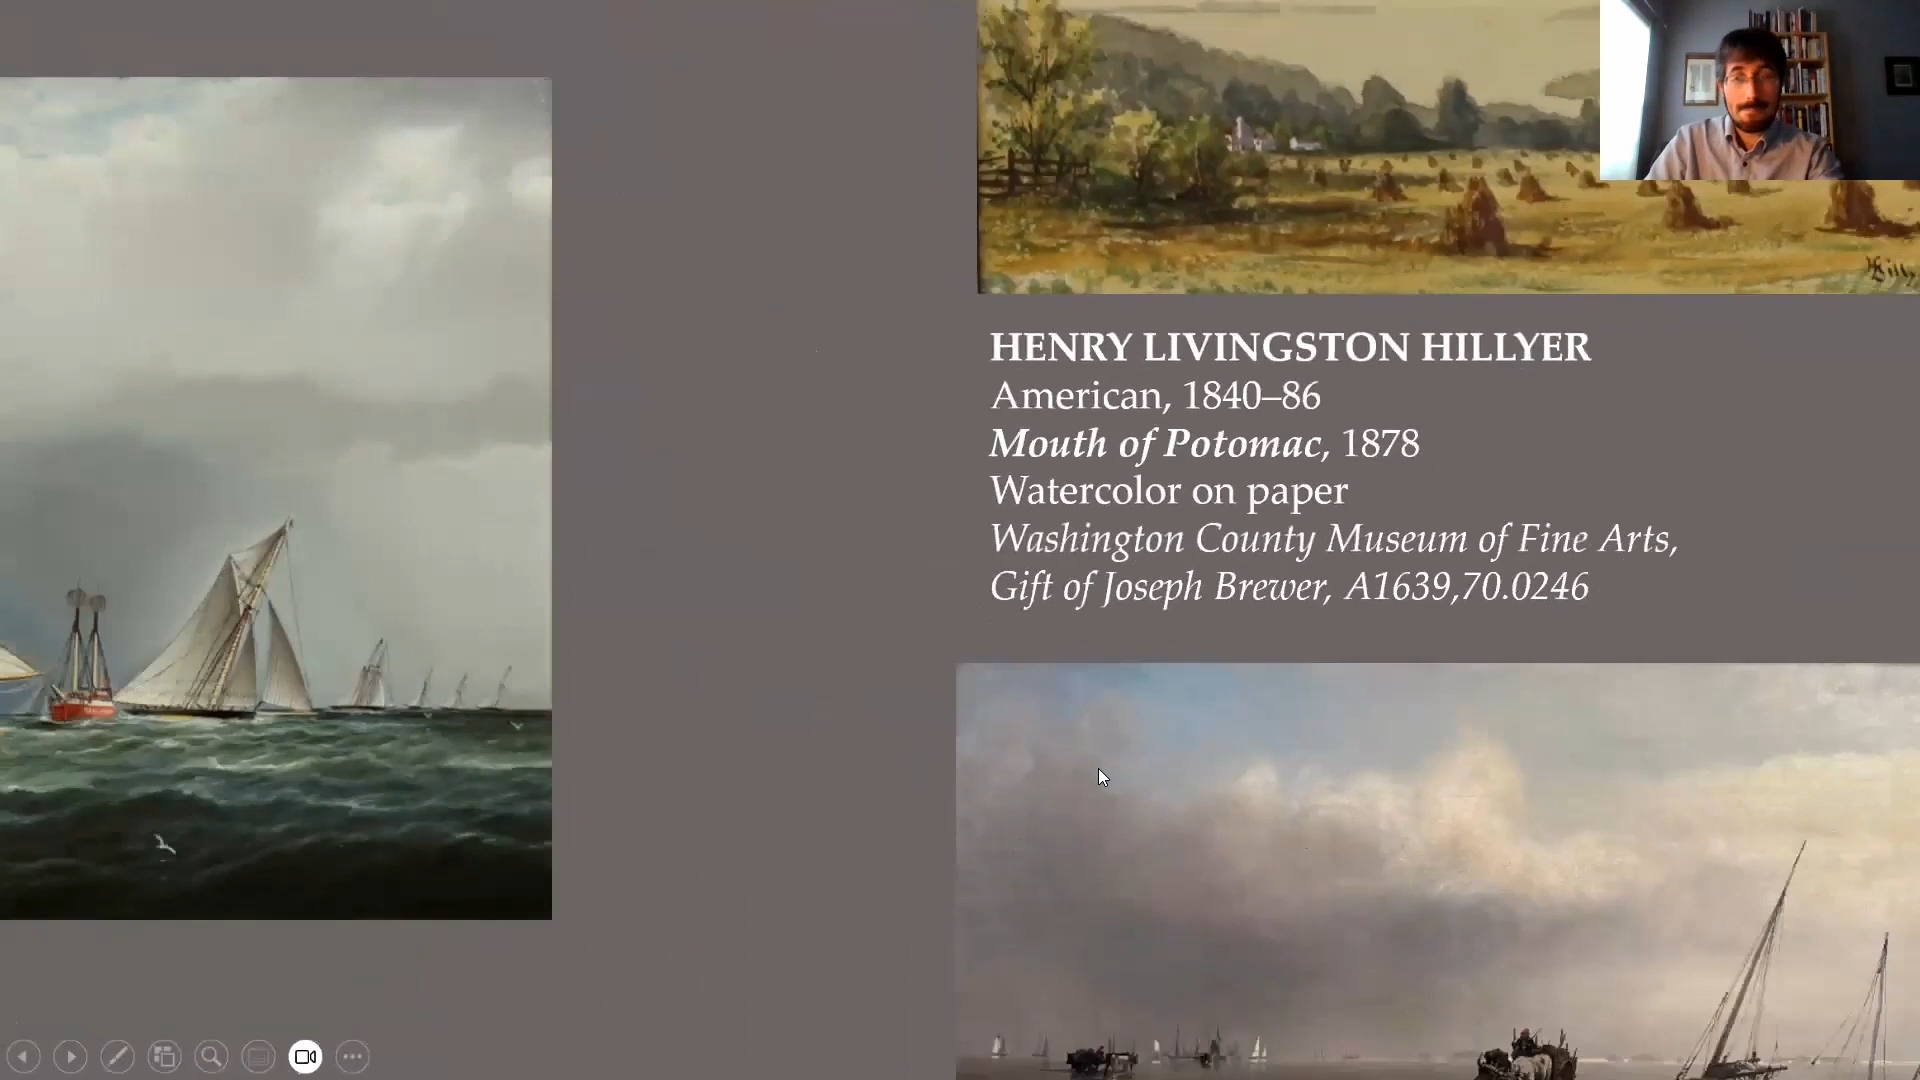 HENRY LIVINGSTON HILLYER
American, 1840–86
Mouth of Potomac, 1878
Watercolor on paper
Washington County Museum of Fine Arts,
Gift of Joseph Brewer, A1639,70.0246